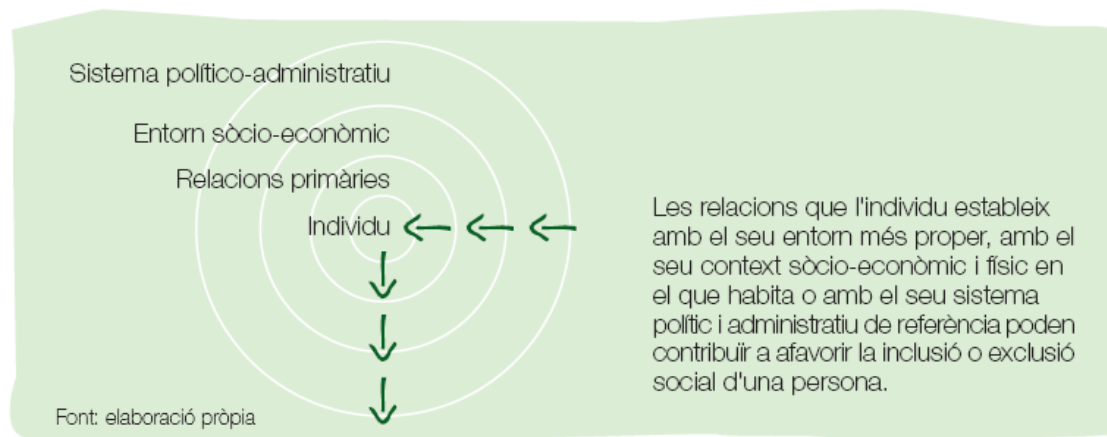 Sistema político-administratiu
Entorn sòcio-econòmic
Relacions primàries
Individu
Les relacions que l'individu estableix
amb el seu entorn més proper, amb el
seu context sòcio-econòmic i físic en
el que habita o amb el seu sistema
polític i administratiu de referència poden
contribuïr a afavorir la inclusió o exclusió
social d'una persona.
Font: elaboració pròpia